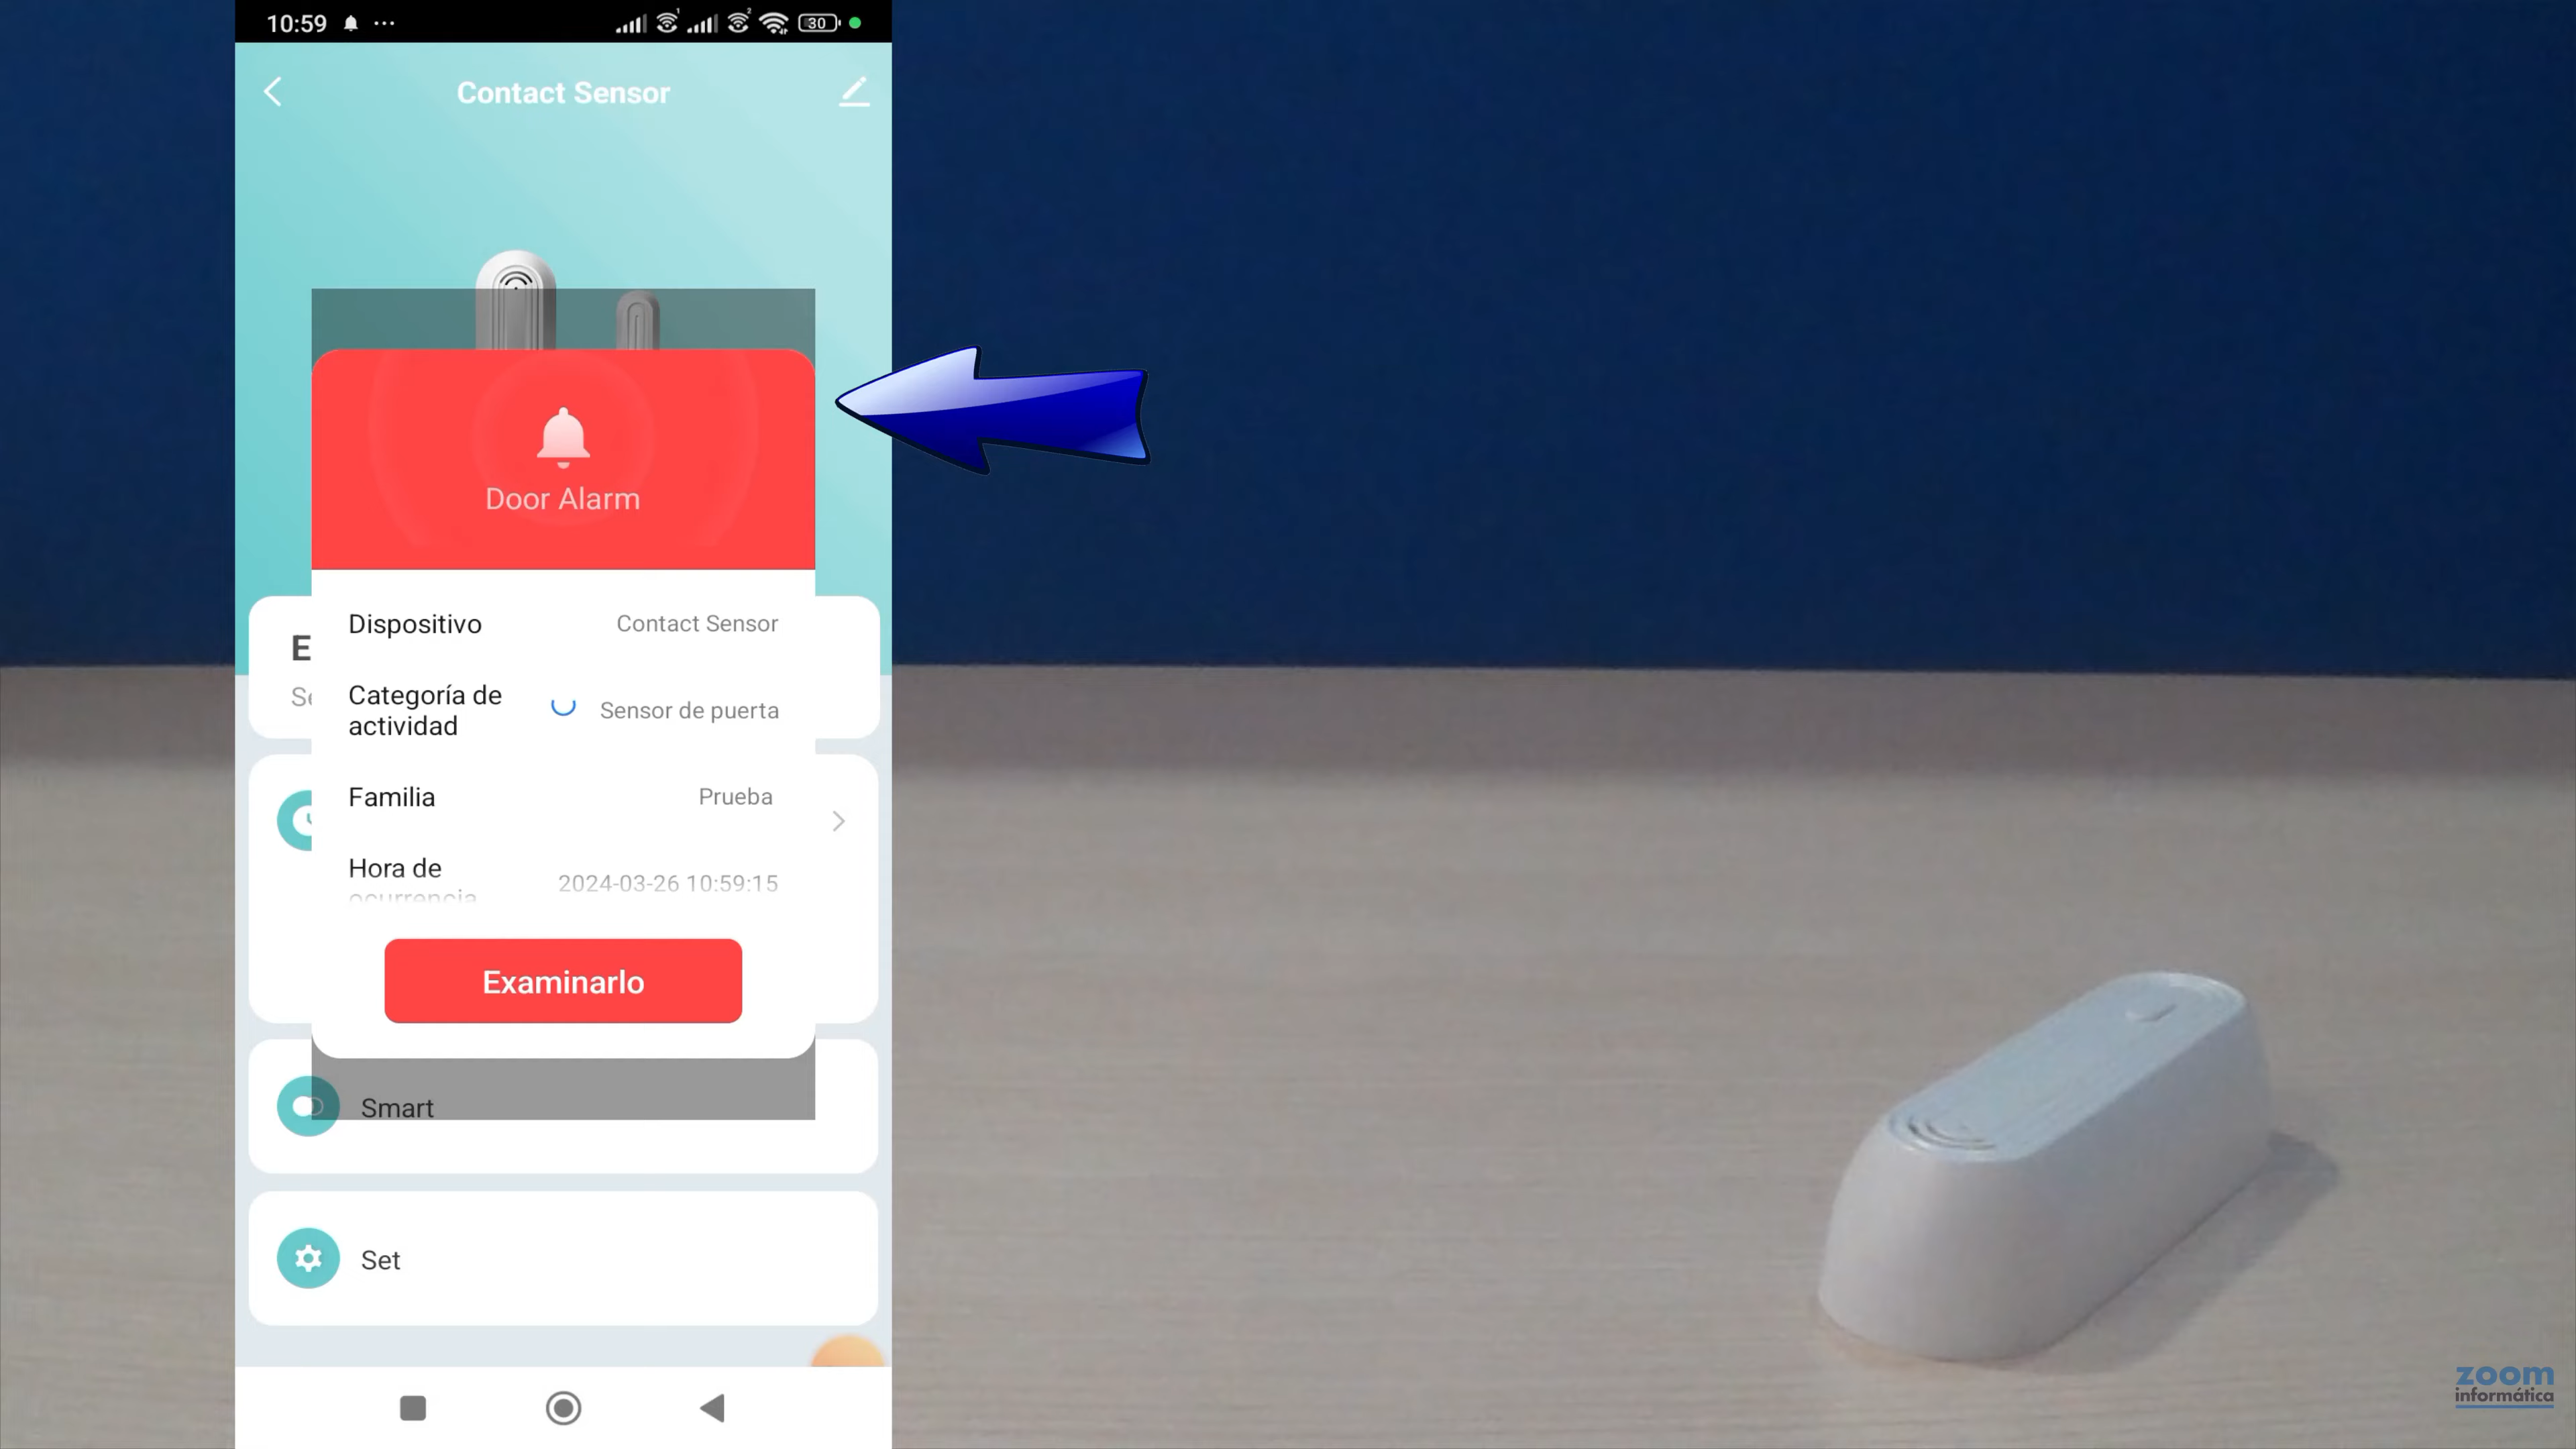 10:59
30
Contact Sensor
Door Alarm
Dispositivo Contact Sensor
E
Categoría de
actividad
Sensor de puerta
Familia Prueba
Hora de
ocurrencia
2024-03-26 10:59:15
Examinarlo
Smart
Set
zoom
informática